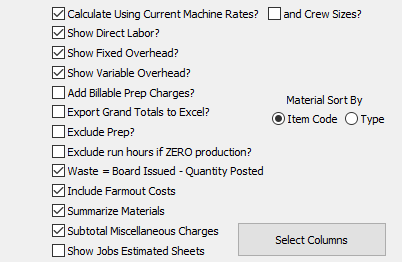 Calculate Using Current Machine Rates? and Crew Sizes?
Show Direct Labor?
Show Fixed Overhead?
Show Variable Overhead?
Add Billable Prep Charges?
Export Grand Totals to Excel?
Material Sort By
Item Code Type
Exclude Prep?
Exclude run hours if ZERO production?
Waste = Board Issued - Quantity Posted
Include Farmout Costs
Summarize Materials
Subtotal Miscellaneous Charges
Show Jobs Estimated Sheets
Select Columns